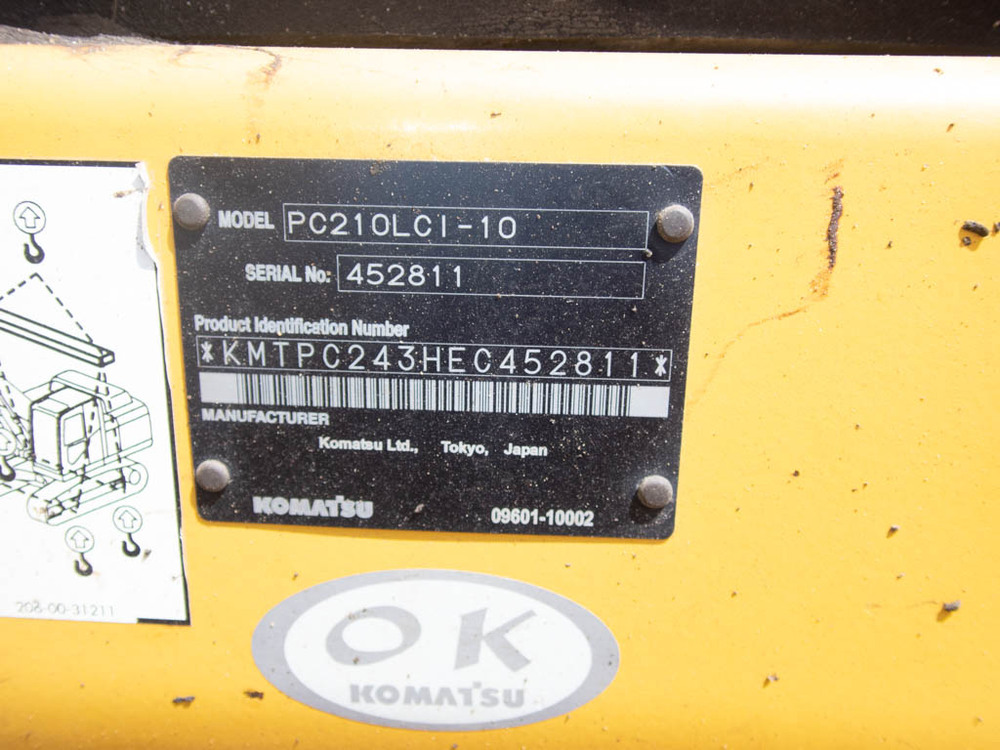 MODEL PC210LCI-10
SERIAL No: 452811
Product Identification Number
*KMTPC243HEC452811*
MANUFACTURER
Komatsu Ltd., Tokyo, Japan
KOMATSU
09601-10002
208-00-31211
OK
KOMATSU